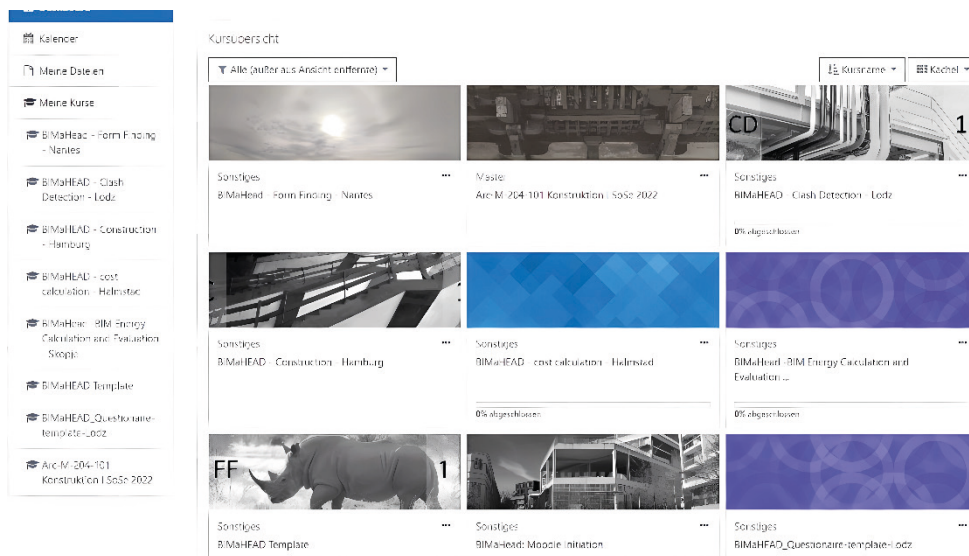 Kalender
Meine Dateien
Meine Kurse
BIMaHead - Form Finding
- Nantes
BIMaHEAD - Clash
Detection - Lodz
BIMaHEAD - Construction
- Hamburg
BIMaHEAD - cost
calculation - Halmstad
BIMaHead -BIM Energy
Calculation and Evaluation
- Skopje
BIMaHEAD Template
BIMaHEAD_Questionaire-
template-Lodz
Arc-M-204-101
Konstruktion I SoSe 2022
Kursübersicht
Alle (außer aus Ansicht entfernte)
Kursname
Kachel
CD
1
Sonstiges
BIMaHead - Form Finding - Nantes
Master
Arc-M-204-101 Konstruktion I SoSe 2022
Sonstiges
BIMaHEAD - Clash Detection - Lodz
0% abgeschlossen
Sonstiges
BIMaHEAD - Construction - Hamburg
Sonstiges
BIMaHEAD - cost calculation - Halmstad
0% abgeschlossen
Sonstiges
BIMaHead -BIM Energy Calculation and
Evaluation ...
0% abgeschlossen
FF
1
Sonstiges
BIMaHEAD Template
Sonstiges
BIMaHead: Moodle Initiation
Sonstiges
BIMaHEAD_Questionaire-template-Lodz